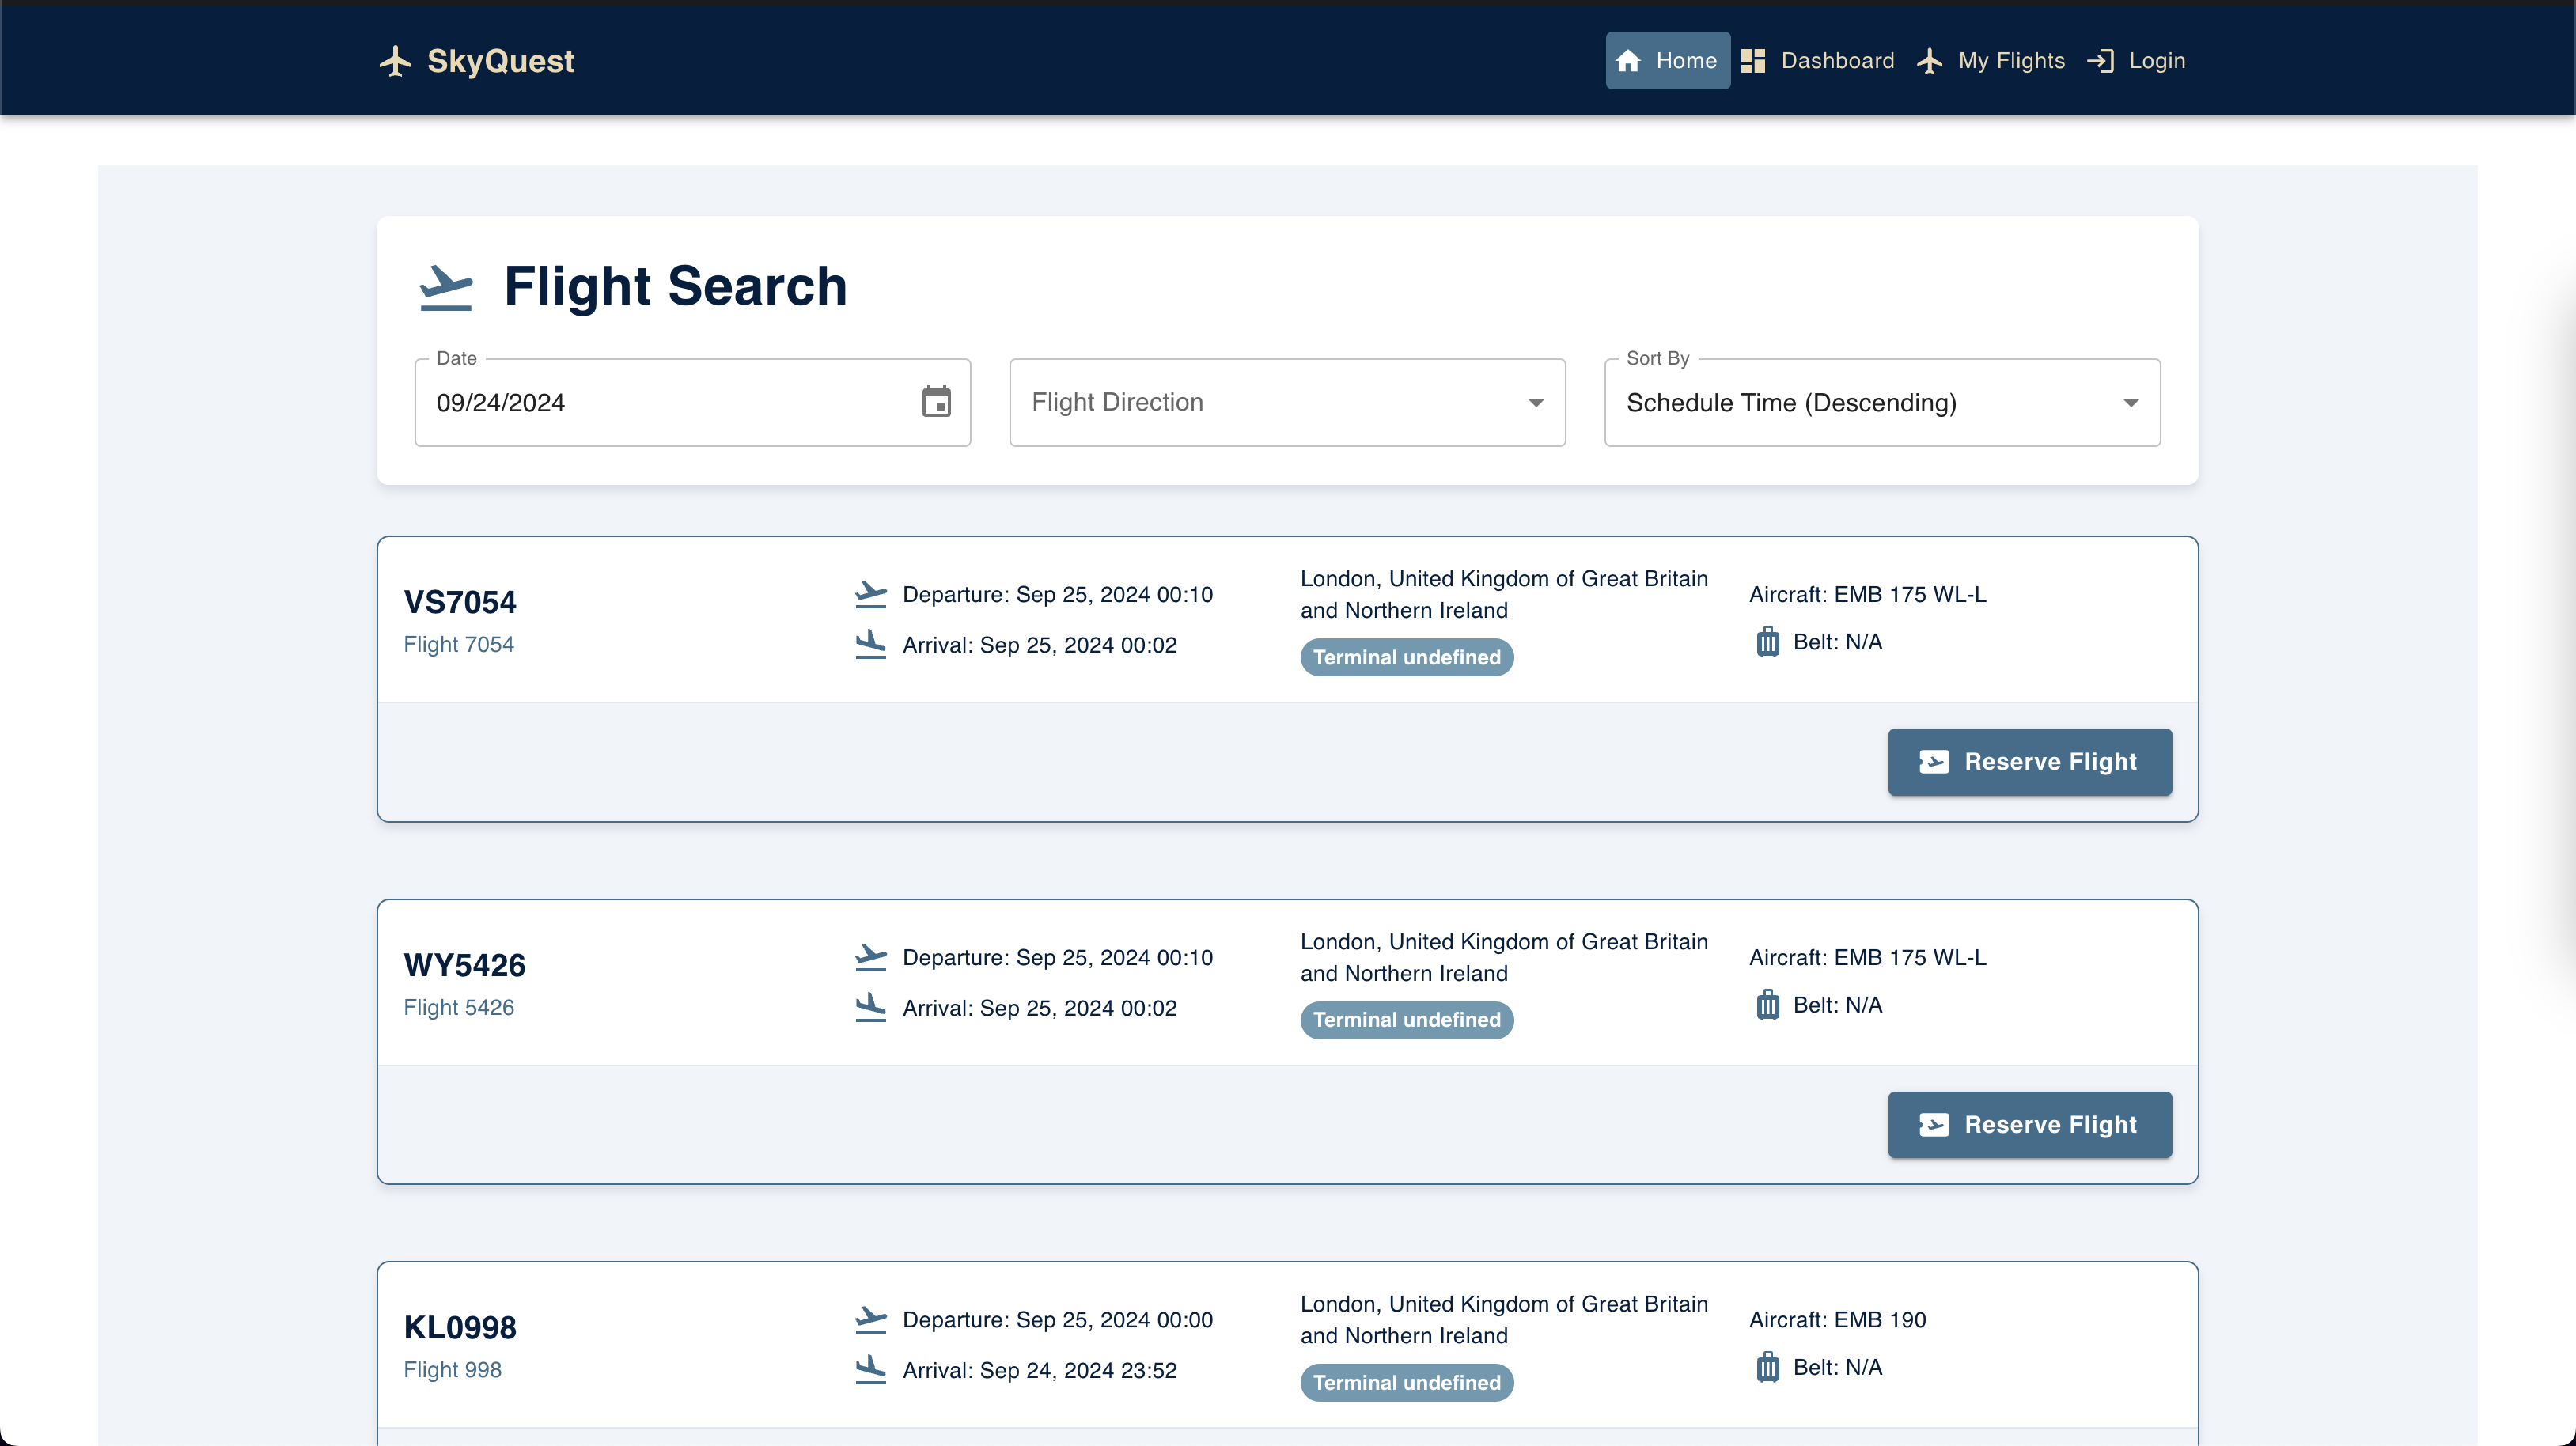 SkyQuest
Home
Dashboard
My Flights
Login
Flight Search
Date
09/24/2024
Flight Direction
Sort By
Schedule Time (Descending)
VS7054
Flight 7054
Departure: Sep 25, 2024 00:10
Arrival: Sep 25, 2024 00:02
London, United Kingdom of Great Britain
and Northern Ireland
Terminal undefined
Aircraft: EMB 175 WL-L
Belt: N/A
Reserve Flight
WY5426
Flight 5426
Departure: Sep 25, 2024 00:10
Arrival: Sep 25, 2024 00:02
London, United Kingdom of Great Britain
and Northern Ireland
Terminal undefined
Aircraft: EMB 175 WL-L
Belt: N/A
Reserve Flight
KL0998
Flight 998
Departure: Sep 25, 2024 00:00
Arrival: Sep 24, 2024 23:52
London, United Kingdom of Great Britain
and Northern Ireland
Terminal undefined
Aircraft: EMB 190
Belt: N/A